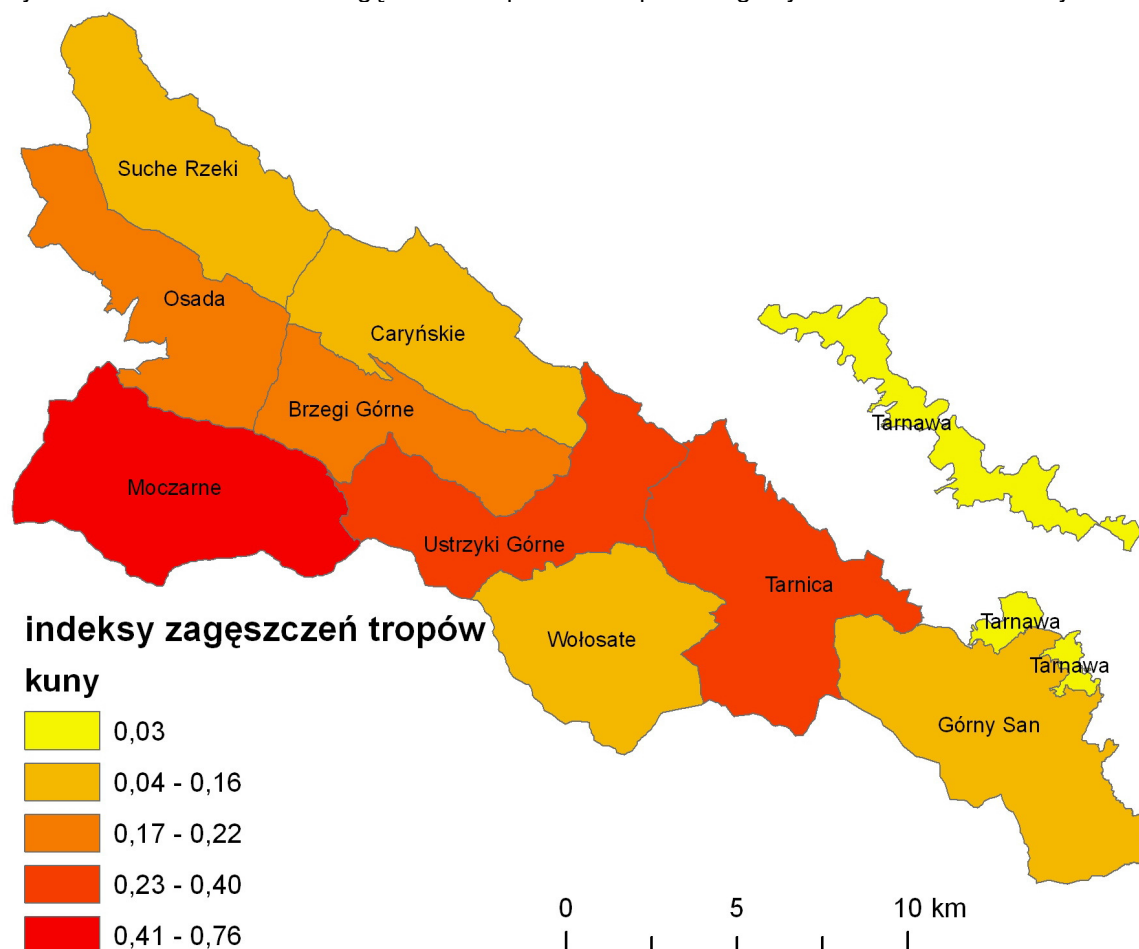 Suche Rzeki
Osada
Caryńskie
Brzegi Górne
Tarnawa
Moczarne
Ustrzyki Górne
Tarnica
Tarnawa
Wołosate
Tarnawa
Górny San
indeksy zagęszczeń tropów
kuny
0,03
0,04 - 0,16
0,17 - 0,22
0,23 - 0,40
0,41 - 0,76
0 5 10 km